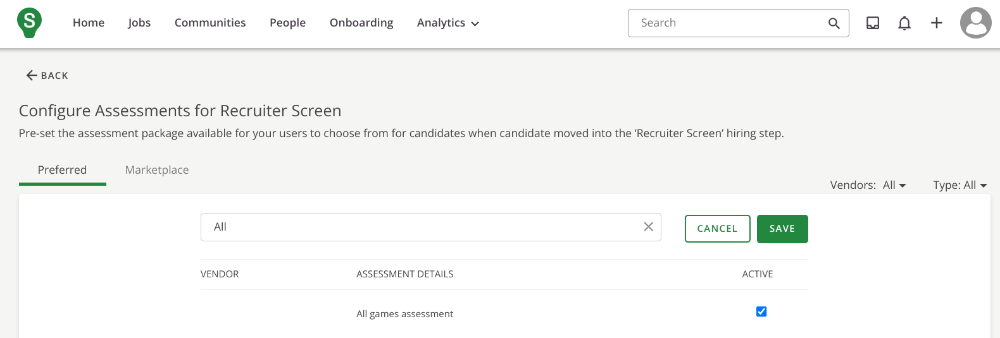 S Home Jobs Communities People Onboarding Analytics Search
BACK
Configure Assessments for Recruiter Screen
Pre-set the assessment package available for your users to choose from for candidates when candidate moved into the ‘Recruiter Screen’ hiring step.
Preferred Marketplace
Vendors: All Type: All
All CANCEL SAVE
VENDOR ASSESSMENT DETAILS ACTIVE
All games assessment